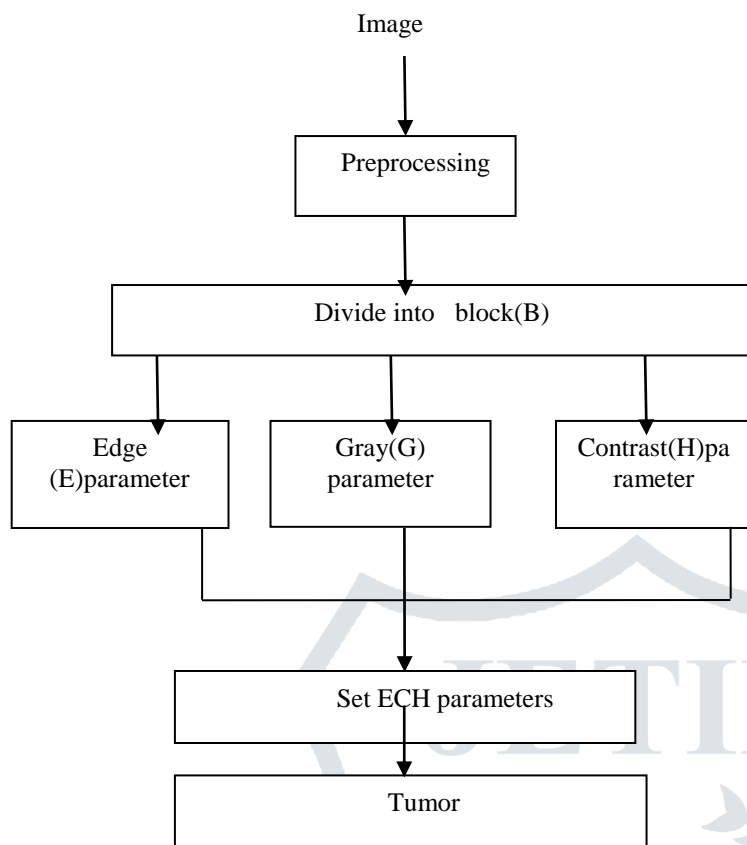 Image
Preprocessing
Divide into block(B)
Edge
(E)parameter
Gray(G)
parameter
Contrast(H)pa
rameter
Set ECH parameters
Tumor